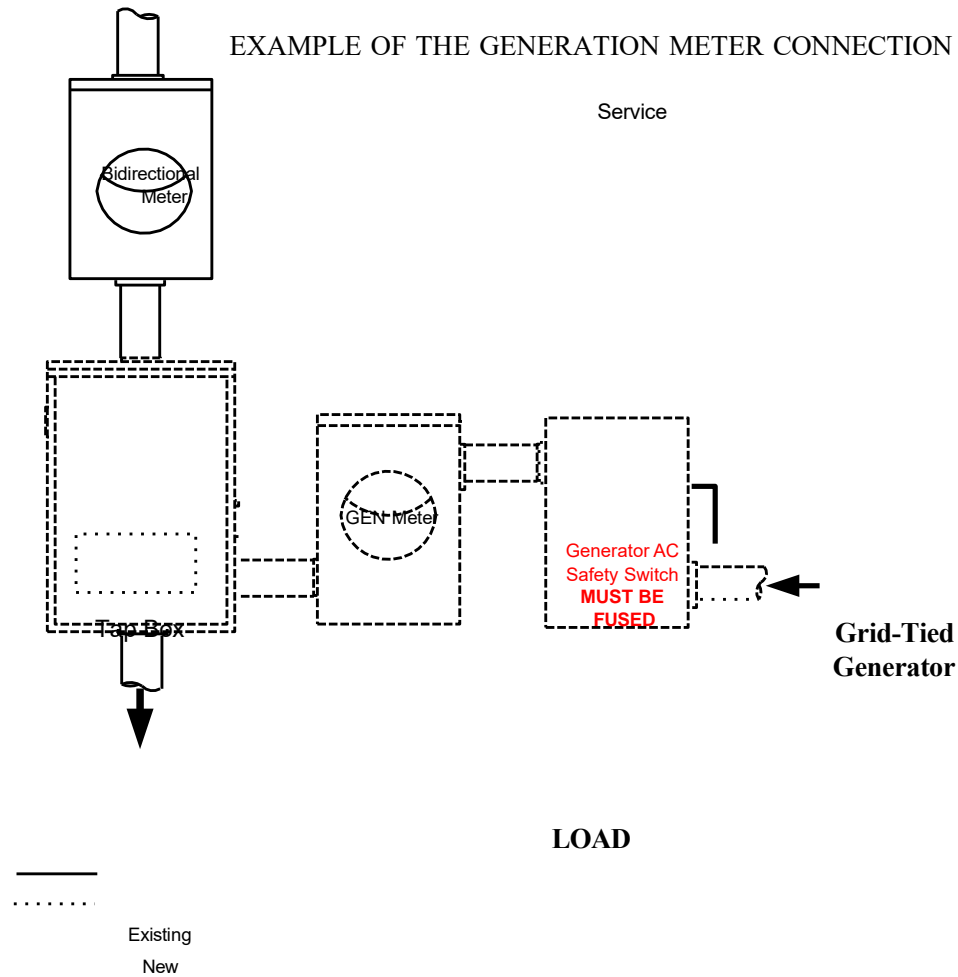 EXAMPLE OF THE GENERATION METER CONNECTION
Service
Bidirectional
Meter
GEN Meter
Generator AC
Safety Switch
MUST BE
FUSED
Tap Box
Grid-Tied
Generator
LOAD
Existing
New